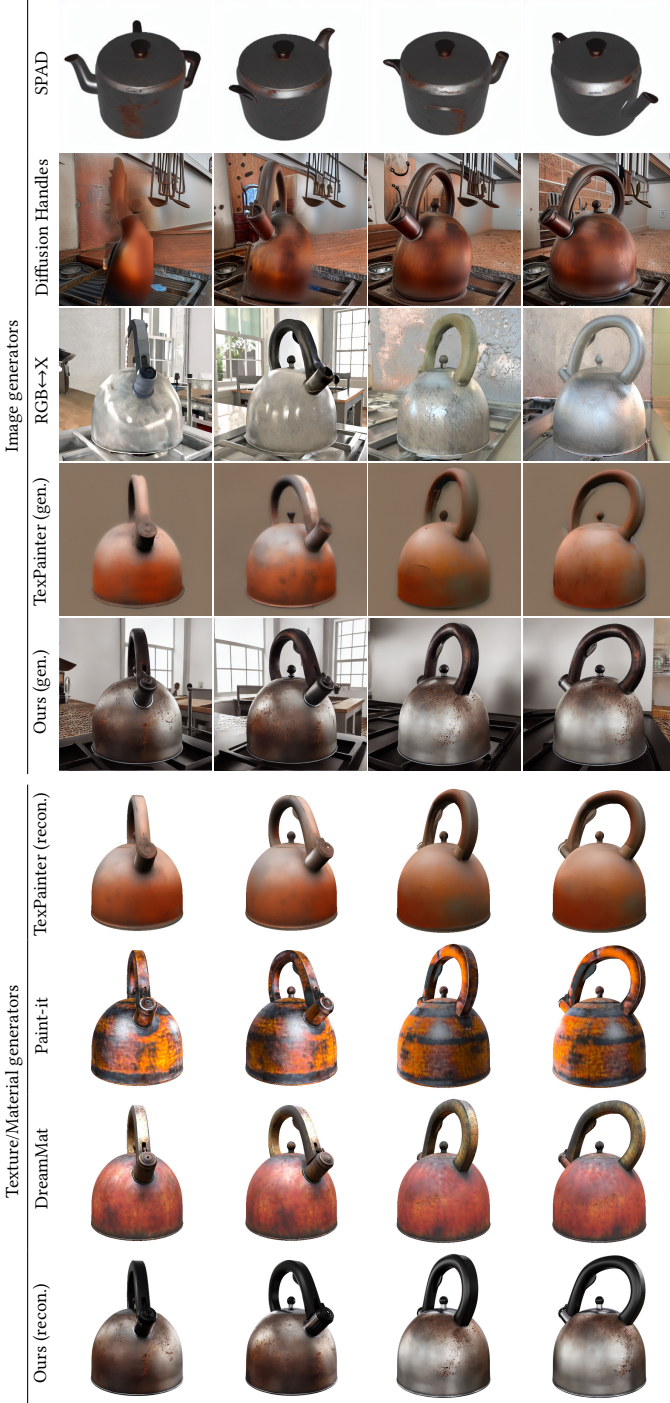 Image generators
SPAD
Diffusion Handles
RGB↔X
TexPainter (gen.)
Ours (gen.)
Texture/Material generators
TexPainter (recon.)
Paint-it
DreamMat
Ours (recon.)